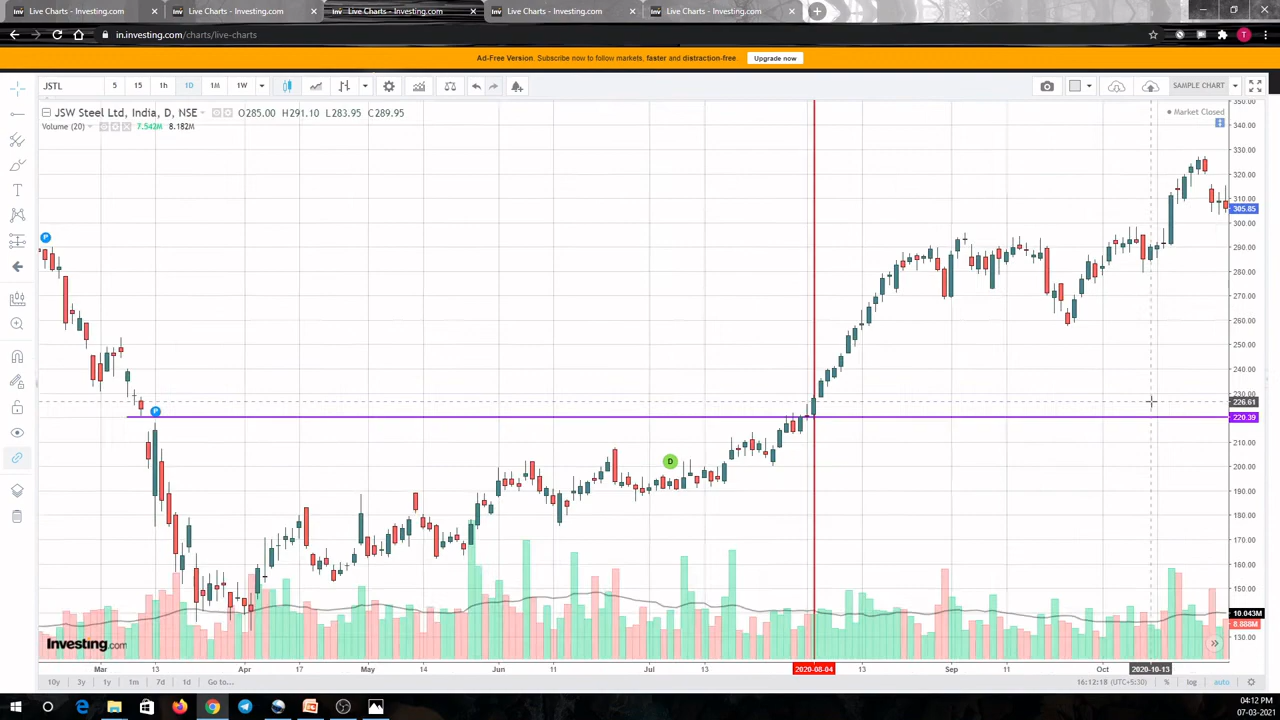 Live Charts - Investing.com × Live Charts - Investing.com × Live Charts - Investing.com × Live Charts - Investing.com × Live Charts - Investing.com ×
in.investing.com/charts/live-charts
T
Ad-Free Version. Subscribe now to follow markets, faster and distraction-free. Upgrade now
JSTL 5 15 1h 1D 1M 1W SAMPLE CHART
JSW Steel Ltd, India, D, NSE O285.00 H291.10 L283.95 C289.95
Market Closed
Volume (20) 7.542M 8.182M
350.00
340.00
330.00
320.00
310.00
305.85
300.00
290.00
280.00
270.00
260.00
250.00
240.00
230.00
226.61
220.39
210.00
200.00
190.00
180.00
170.00
160.00
150.00
10.043M
8.888M
130.00
P
P
D
Investing.com
Mar 13 Apr 17 May 14 Jun 11 Jul 13 2020-08-04 13 Sep 11 Oct 2020-10-13
10y 3y 7d 1d Go to... 16:12:18 (UTC+5:30) % log auto
04:12 PM
07-03-2021